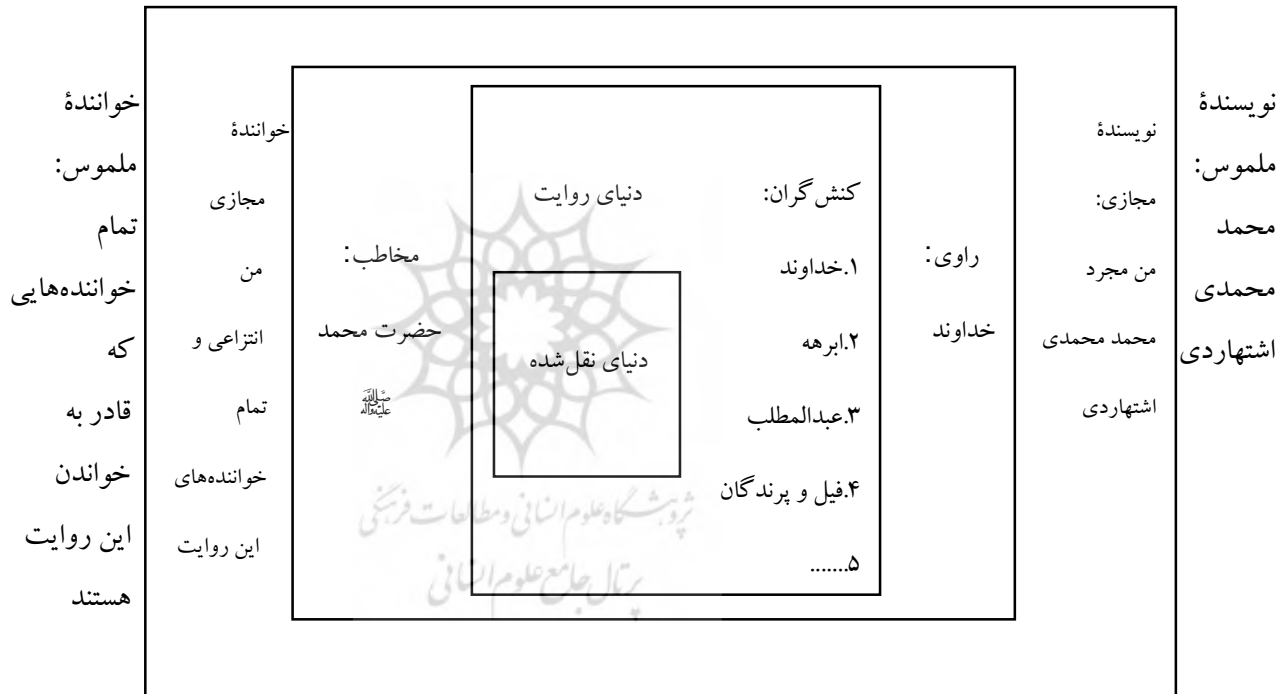 نویسندهٔ
ملموس:
محمد
محمدی
اشتهاردی
نویسندهٔ
مجازی:
من مجرد
محمد محمدی
اشتهاردی
راوی:
خداوند
کنش‌گران:
۱.خداوند
۲.ابرهه
۳.عبدالمطلب
۴.فیل و پرندگان
۵.......
دنیای روایت
دنیای نقل‌شده
مخاطب:
حضرت محمد
ﷺ
خوانندهٔ
مجازی
من
انتزاعی و
تمام
خواننده‌های
این روایت
خوانندهٔ
ملموس:
تمام
خواننده‌هایی
که
قادر به
خواندن
این روایت
هستند
پژوهشگاه علوم انسانی و مطالعات فرهنگی
پرتال جامع علوم انسانی